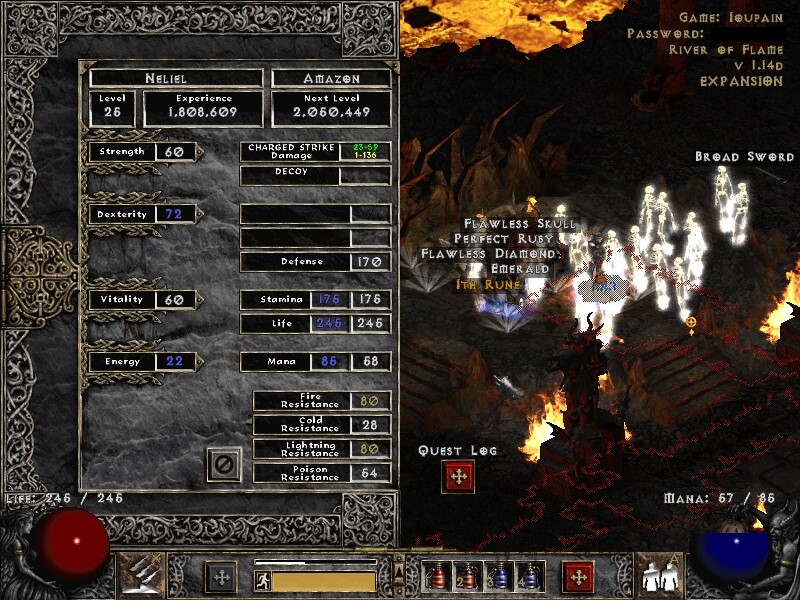 Neliel
Amazon
Level
25
Experience
1,808,609
Next Level
2,050,449
Strength 60
CHARGED STRIKE
Damage
23-59
1-136
DECOY
Dexterity 72
Defense 170
Vitality 60
Stamina 175 175
Life 245 245
Energy 22
Mana 85 58
Fire
Resistance 80
Cold
Resistance 28
Lightning
Resistance 80
Poison
Resistance 54
Life: 245 / 245
Game: Ioupain
Password:
River of Flame
v 1.14d
EXPANSION
Broad Sword
Flawless Skull
Perfect Ruby
Flawless Diamond
Emerald
Ith Rune
Quest Log
Mana: 57 / 85
1 2 3 4